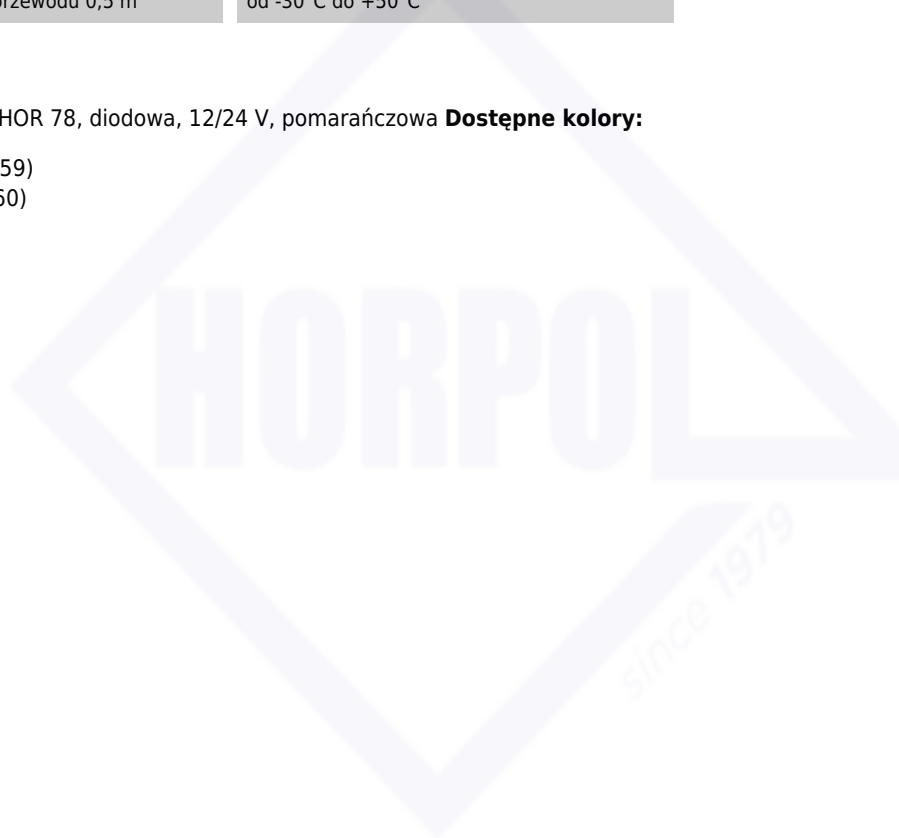 przewodu 0,5 m
od -30°C do +50°C
HOR 78, diodowa, 12/24 V, pomarańczowa Dostępne kolory:
59)
60)
HORPOL
since 1979